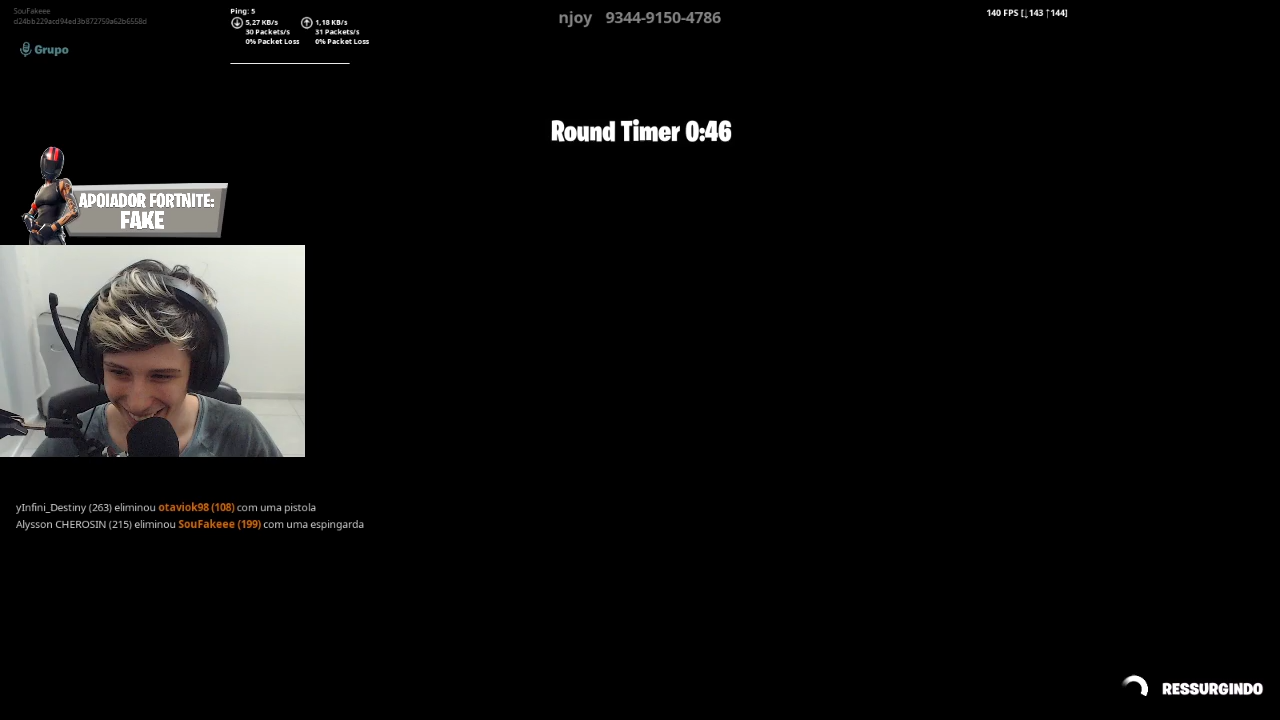 SouFakeee
d24bb229acd94ed3b872759a62b6558d
Grupo
Ping: 5
5,27 KB/s
30 Packets/s
0% Packet Loss
1,18 KB/s
31 Packets/s
0% Packet Loss
njoy 9344-9150-4786
140 FPS [↓143 ↑144]
Round Timer 0:46
APOIADOR FORTNITE:
FAKE
yInfini_Destiny (263) eliminou otaviok98 (108) com uma pistola
Alysson CHEROSIN (215) eliminou SouFakeee (199) com uma espingarda
RESSURGINDO